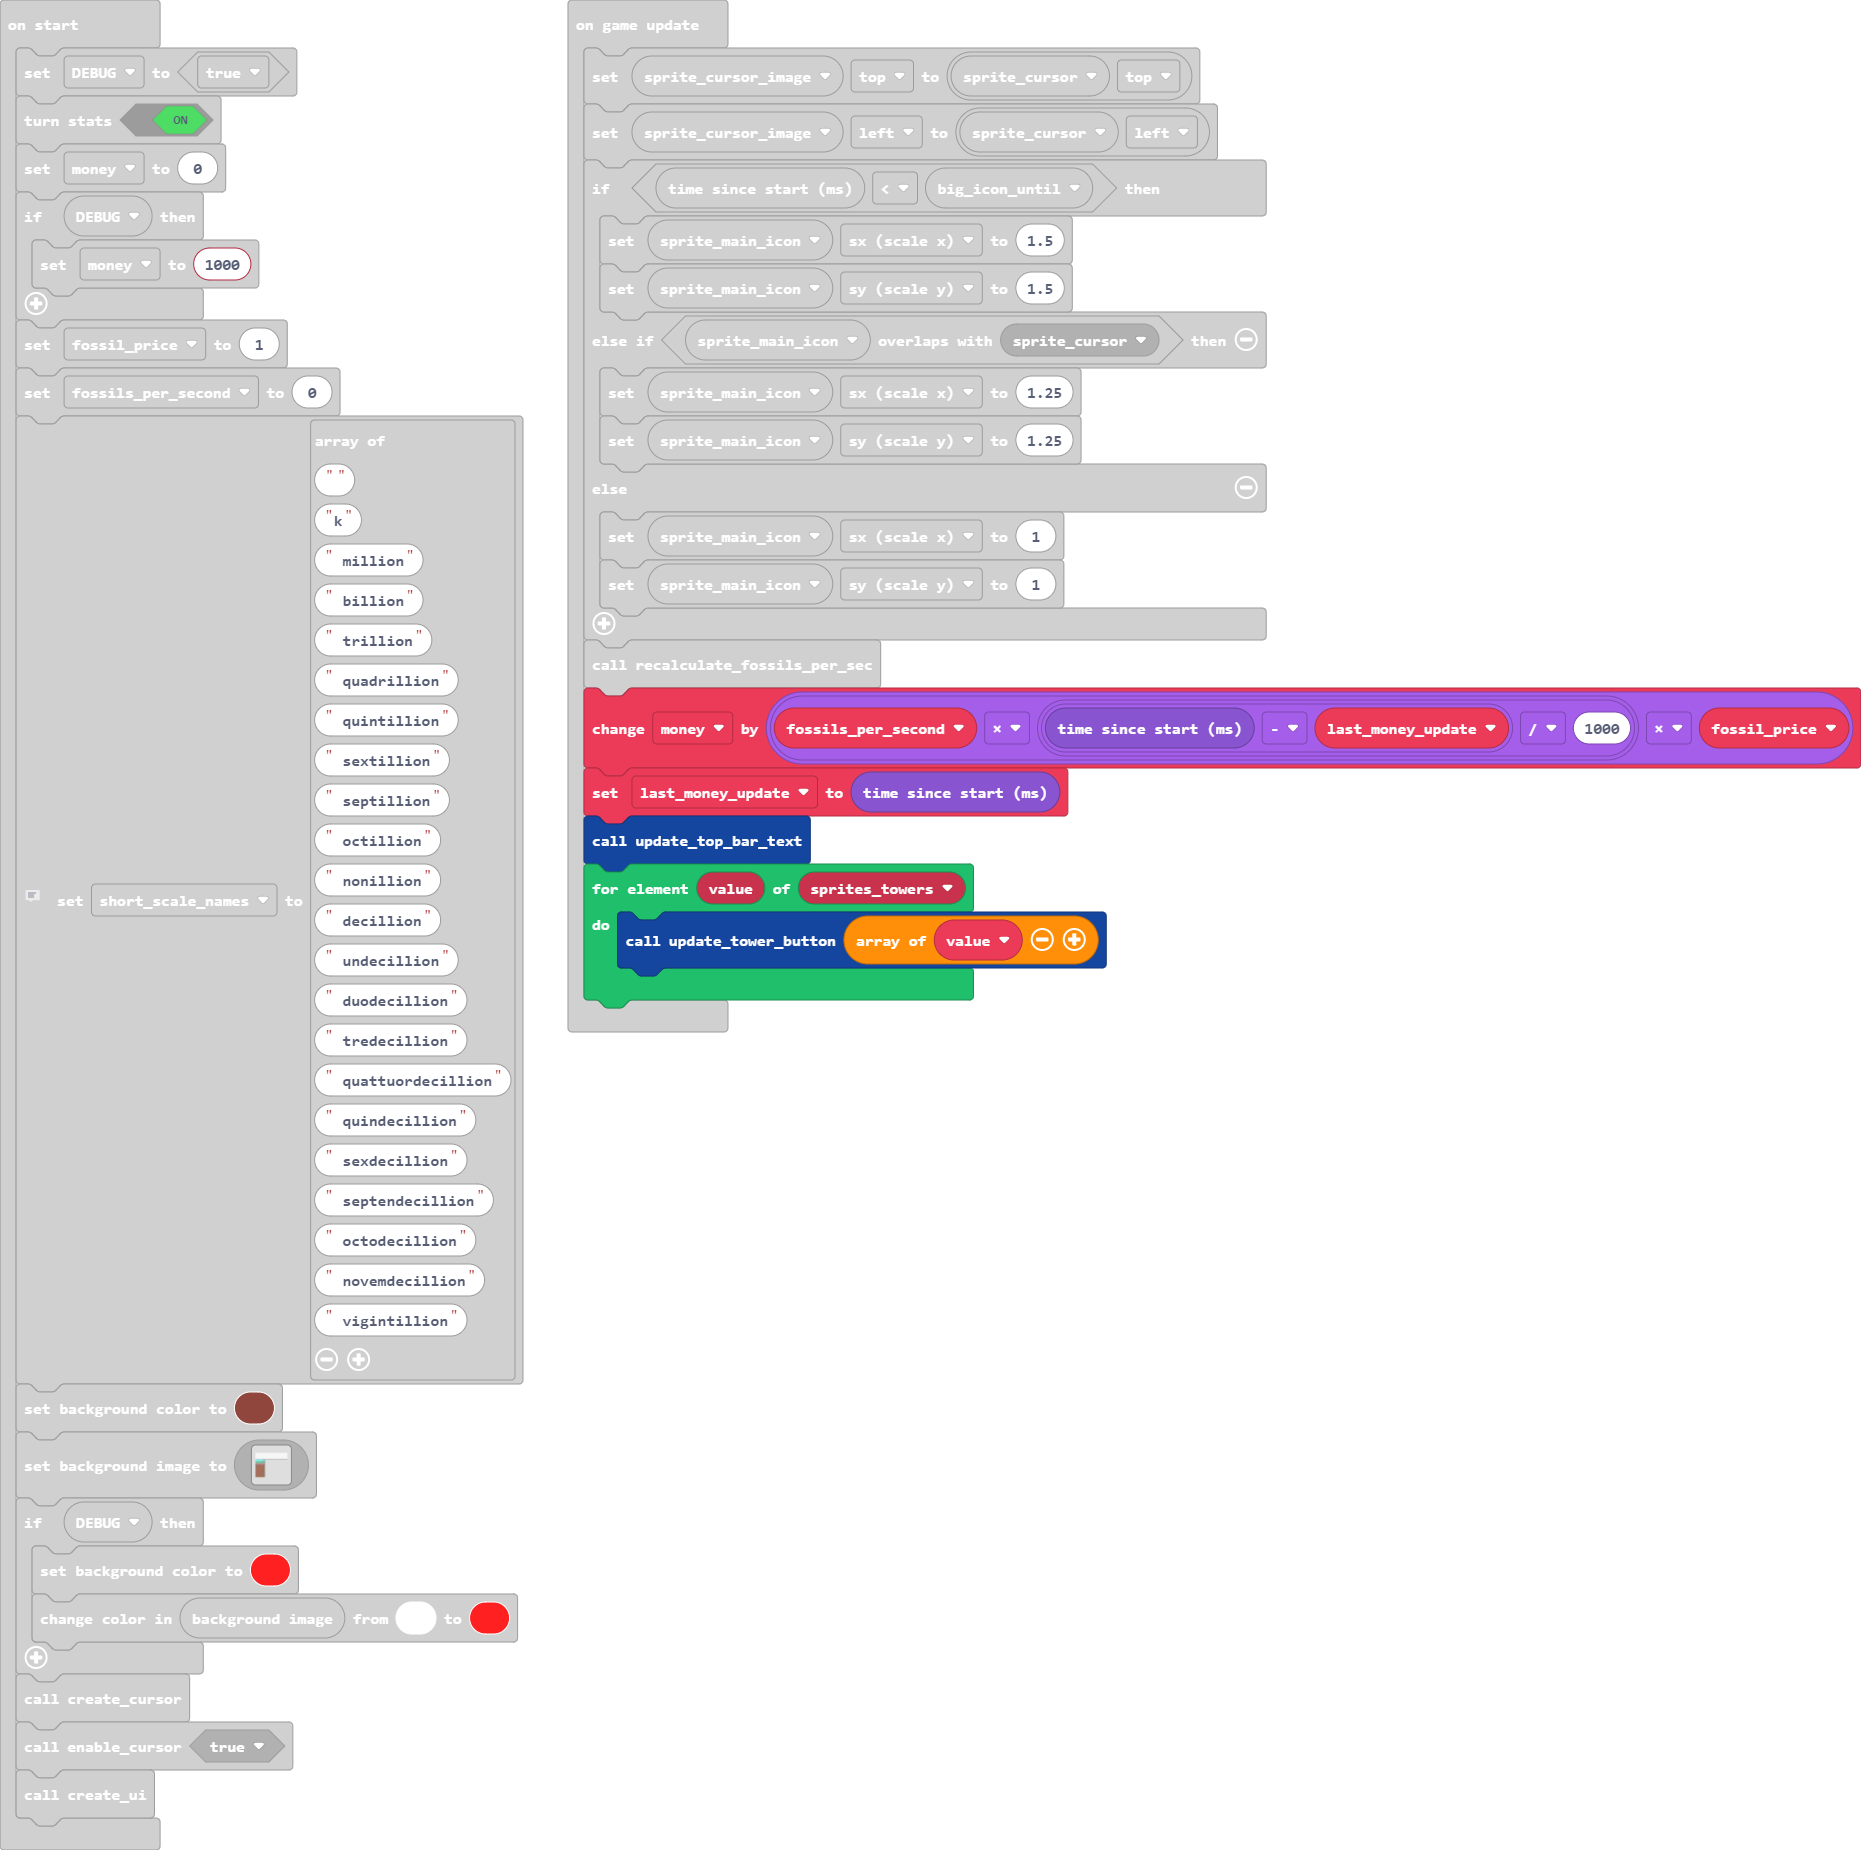 on start
set DEBUG to true
turn stats ON
set money to 0
if DEBUG then
set money to 1000
set fossil_price to 1
set fossils_per_second to 0
set short_scale_names to
array of
" "
"k"
" million"
" billion"
" trillion"
" quadrillion"
" quintillion"
" sextillion"
" septillion"
" octillion"
" nonillion"
" decillion"
" undecillion"
" duodecillion"
" tredecillion"
" quattuordecillion"
" quindecillion"
" sexdecillion"
" septendecillion"
" octodecillion"
" novemdecillion"
" vigintillion"
set background color to
set background image to
if DEBUG then
set background color to
change color in background image from to
call create_cursor
call enable_cursor true
call create_ui
on game update
set sprite_cursor_image top to sprite_cursor top
set sprite_cursor_image left to sprite_cursor left
if time since start (ms) < big_icon_until then
set sprite_main_icon sx (scale x) to 1.5
set sprite_main_icon sy (scale y) to 1.5
else if sprite_main_icon overlaps with sprite_cursor then
set sprite_main_icon sx (scale x) to 1.25
set sprite_main_icon sy (scale y) to 1.25
else
set sprite_main_icon sx (scale x) to 1
set sprite_main_icon sy (scale y) to 1
call recalculate_fossils_per_sec
change money by fossils_per_second × time since start (ms) - last_money_update / 1000 × fossil_price
set last_money_update to time since start (ms)
call update_top_bar_text
for element value of sprites_towers
do
call update_tower_button array of value